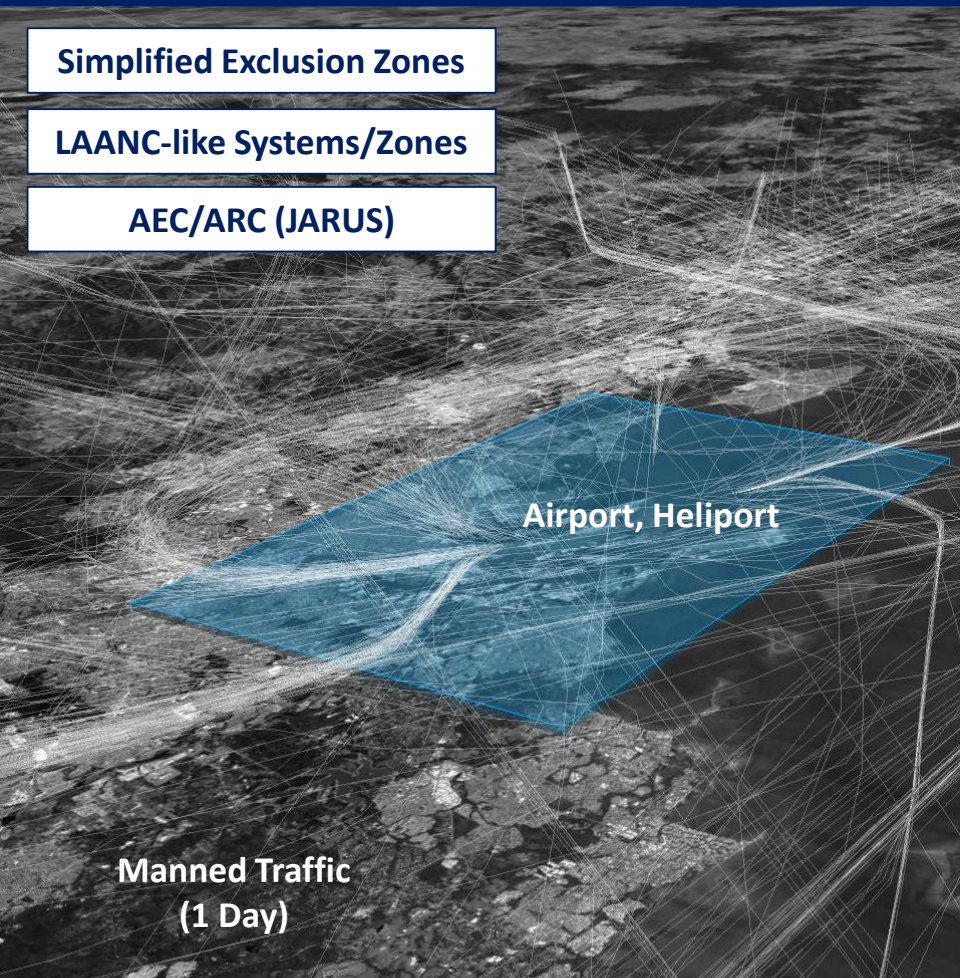 Simplified Exclusion Zones
LAANC-like Systems/Zones
AEC/ARC (JARUS)
Airport, Heliport
Manned Traffic
(1 Day)